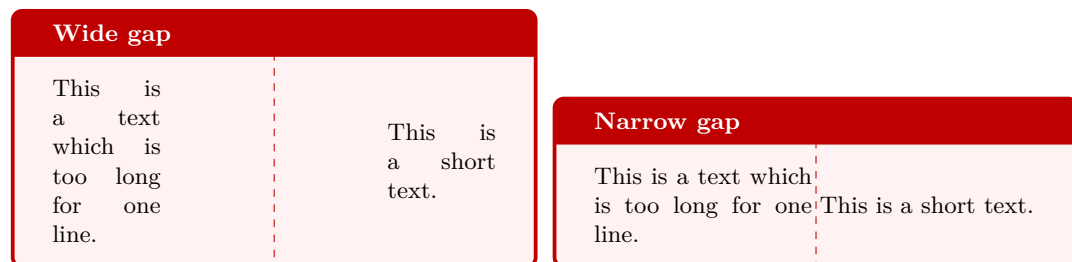 Wide gap
This is
a text
which is
too long
for one
line.
This is
a short
text.
Narrow gap
This is a text which
is too long for one
line.
This is a short text.